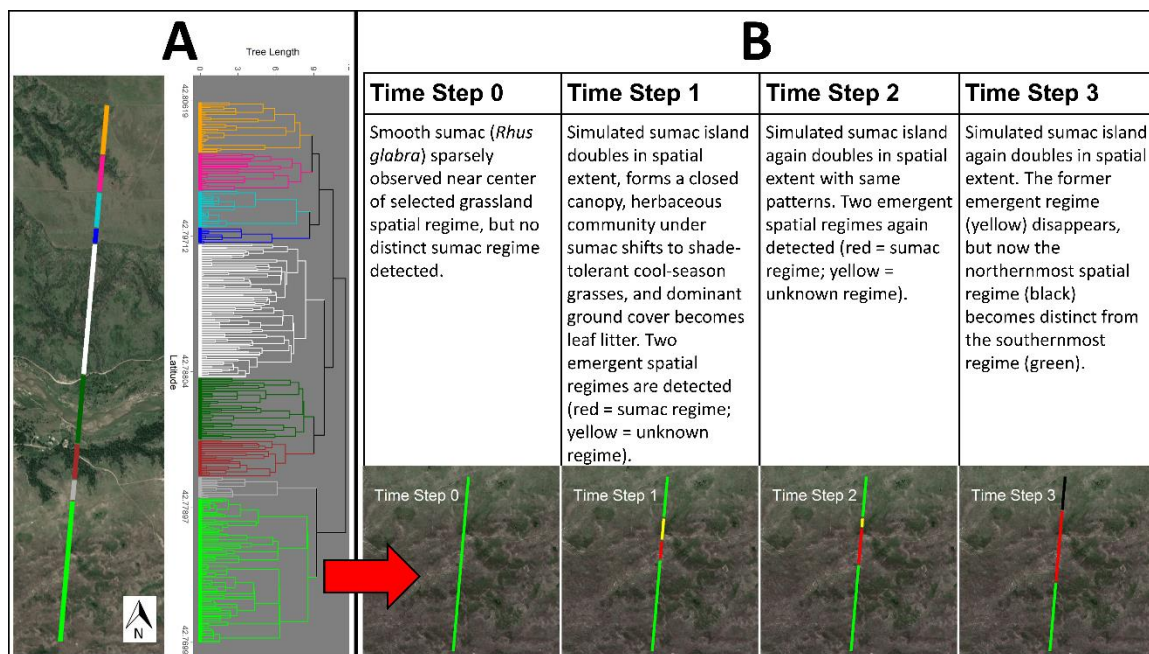 A
Tree Length
0 3 6 9
42.80619
42.79712
42.78804
42.77897
42.7699
Latitude
N
B
Time Step 0
Smooth sumac (Rhus
glabra) sparsely
observed near center
of selected grassland
spatial regime, but no
distinct sumac regime
detected.
Time Step 1
Simulated sumac island
doubles in spatial
extent, forms a closed
canopy, herbaceous
community under
sumac shifts to shade-
tolerant cool-season
grasses, and dominant
ground cover becomes
leaf litter. Two
emergent spatial
regimes are detected
(red = sumac regime;
yellow = unknown
regime).
Time Step 2
Simulated sumac island
again doubles in spatial
extent with same
patterns. Two emergent
spatial regimes again
detected (red = sumac
regime; yellow =
unknown regime).
Time Step 3
Simulated sumac island
again doubles in spatial
extent. The former
emergent regime
(yellow) disappears,
but now the
northernmost spatial
regime (black)
becomes distinct from
the southernmost
regime (green).
Time Step 0
Time Step 1
Time Step 2
Time Step 3